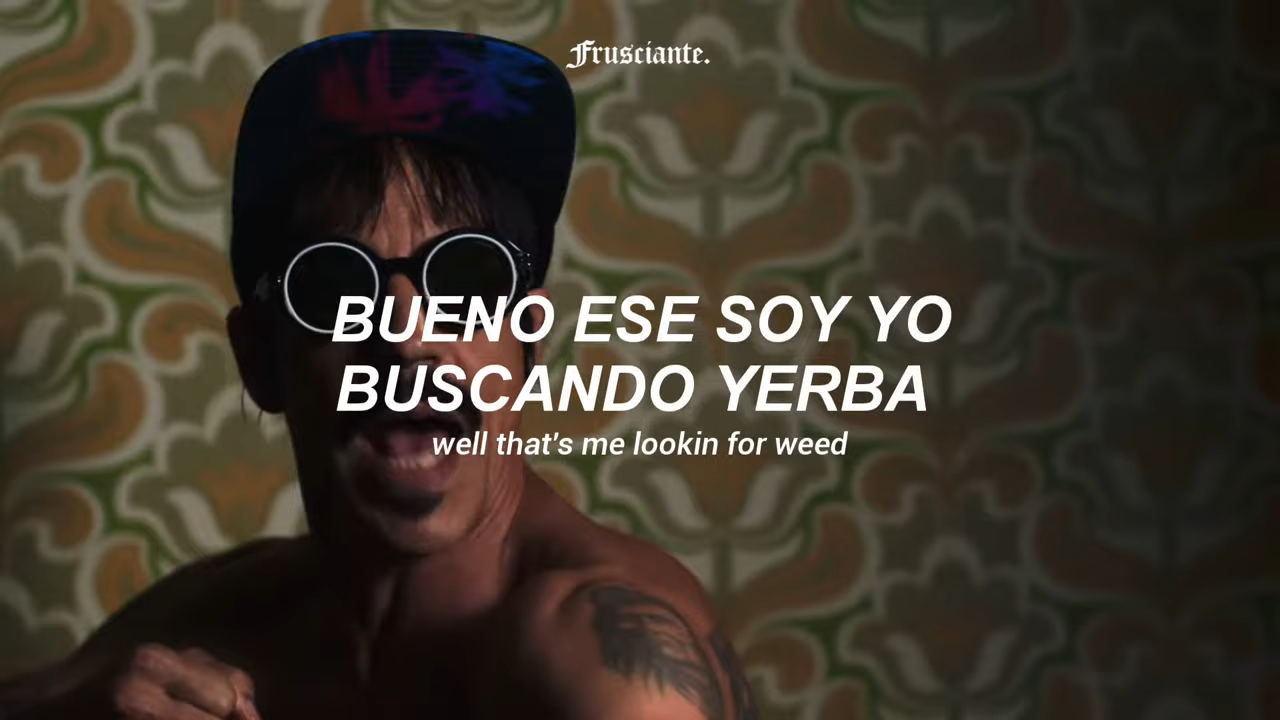 Frusciante.
BUENO ESE SOY YO
BUSCANDO YERBA
well that's me lookin for weed